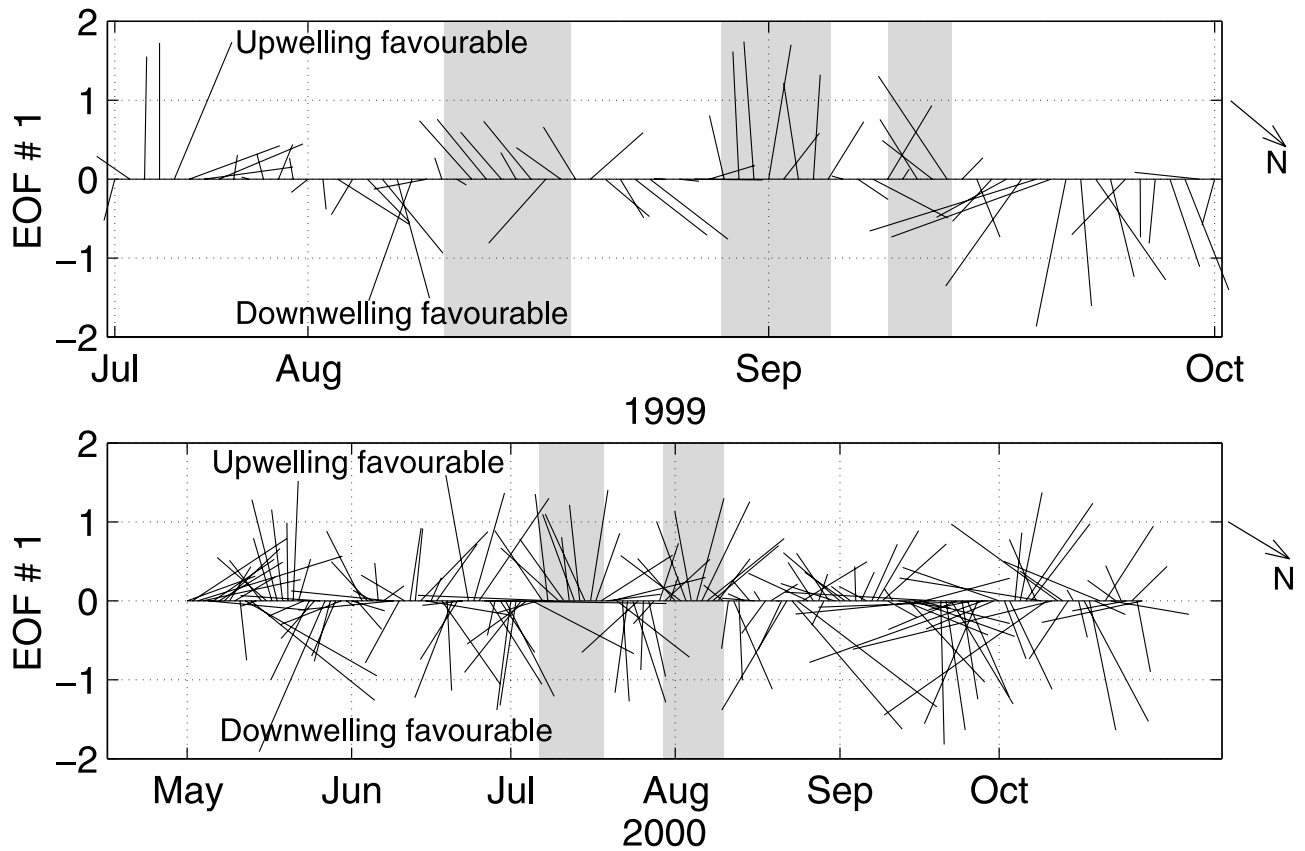 2
Upwelling favourable
1
N
0
EOF # 1
−1
Downwelling favourable
−2
Jul Aug Sep Oct
1999
2
Upwelling favourable
1
N
0
EOF # 1
−1
Downwelling favourable
−2
May Jun Jul Aug Sep Oct
2000